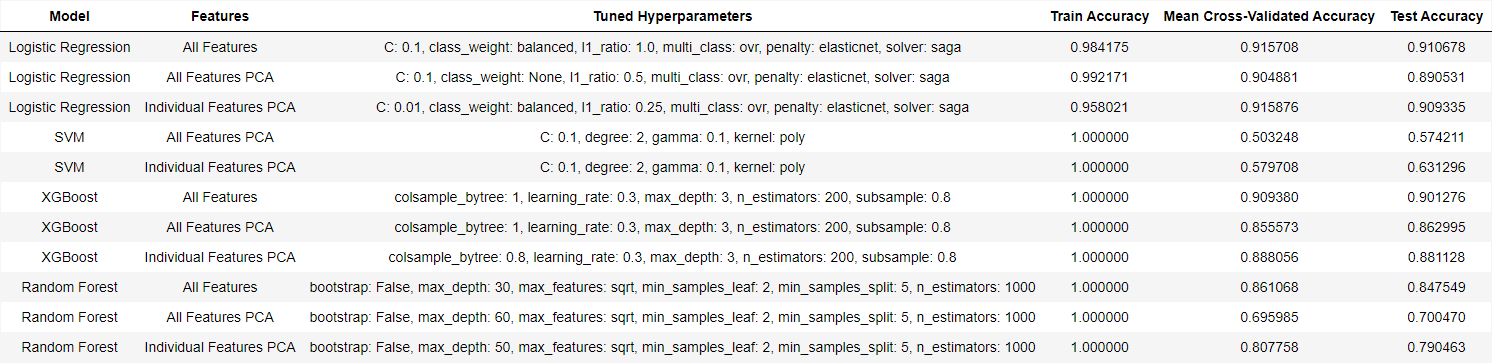 Model Features Tuned Hyperparameters Train Accuracy Mean Cross-Validated Accuracy Test Accuracy
Logistic Regression All Features C: 0.1, class_weight: balanced, l1_ratio: 1.0, multi_class: ovr, penalty: elasticnet, solver: saga 0.984175 0.915708 0.910678
Logistic Regression All Features PCA C: 0.1, class_weight: None, l1_ratio: 0.5, multi_class: ovr, penalty: elasticnet, solver: saga 0.992171 0.904881 0.890531
Logistic Regression Individual Features PCA C: 0.01, class_weight: balanced, l1_ratio: 0.25, multi_class: ovr, penalty: elasticnet, solver: saga 0.958021 0.915876 0.909335
SVM All Features PCA C: 0.1, degree: 2, gamma: 0.1, kernel: poly 1.000000 0.503248 0.574211
SVM Individual Features PCA C: 0.1, degree: 2, gamma: 0.1, kernel: poly 1.000000 0.579708 0.631296
XGBoost All Features colsample_bytree: 1, learning_rate: 0.3, max_depth: 3, n_estimators: 200, subsample: 0.8 1.000000 0.909380 0.901276
XGBoost All Features PCA colsample_bytree: 1, learning_rate: 0.3, max_depth: 3, n_estimators: 200, subsample: 0.8 1.000000 0.855573 0.862995
XGBoost Individual Features PCA colsample_bytree: 0.8, learning_rate: 0.3, max_depth: 3, n_estimators: 200, subsample: 0.8 1.000000 0.888056 0.881128
Random Forest All Features bootstrap: False, max_depth: 30, max_features: sqrt, min_samples_leaf: 2, min_samples_split: 5, n_estimators: 1000 1.000000 0.861068 0.847549
Random Forest All Features PCA bootstrap: False, max_depth: 60, max_features: sqrt, min_samples_leaf: 2, min_samples_split: 5, n_estimators: 1000 1.000000 0.695985 0.700470
Random Forest Individual Features PCA bootstrap: False, max_depth: 50, max_features: sqrt, min_samples_leaf: 2, min_samples_split: 5, n_estimators: 1000 1.000000 0.807758 0.790463